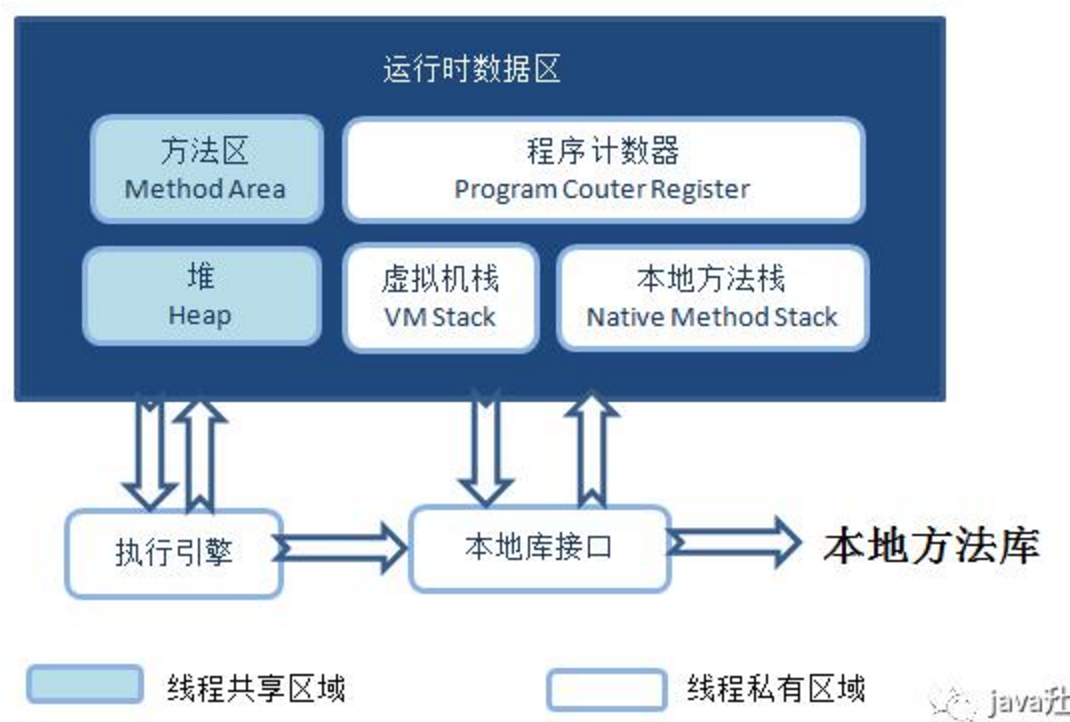 运行时数据区
方法区
Method Area
程序计数器
Program Couter Register
堆
Heap
虚拟机栈
VM Stack
本地方法栈
Native Method Stack
执行引擎
本地库接口
本地方法库
线程共享区域
线程私有区域
java